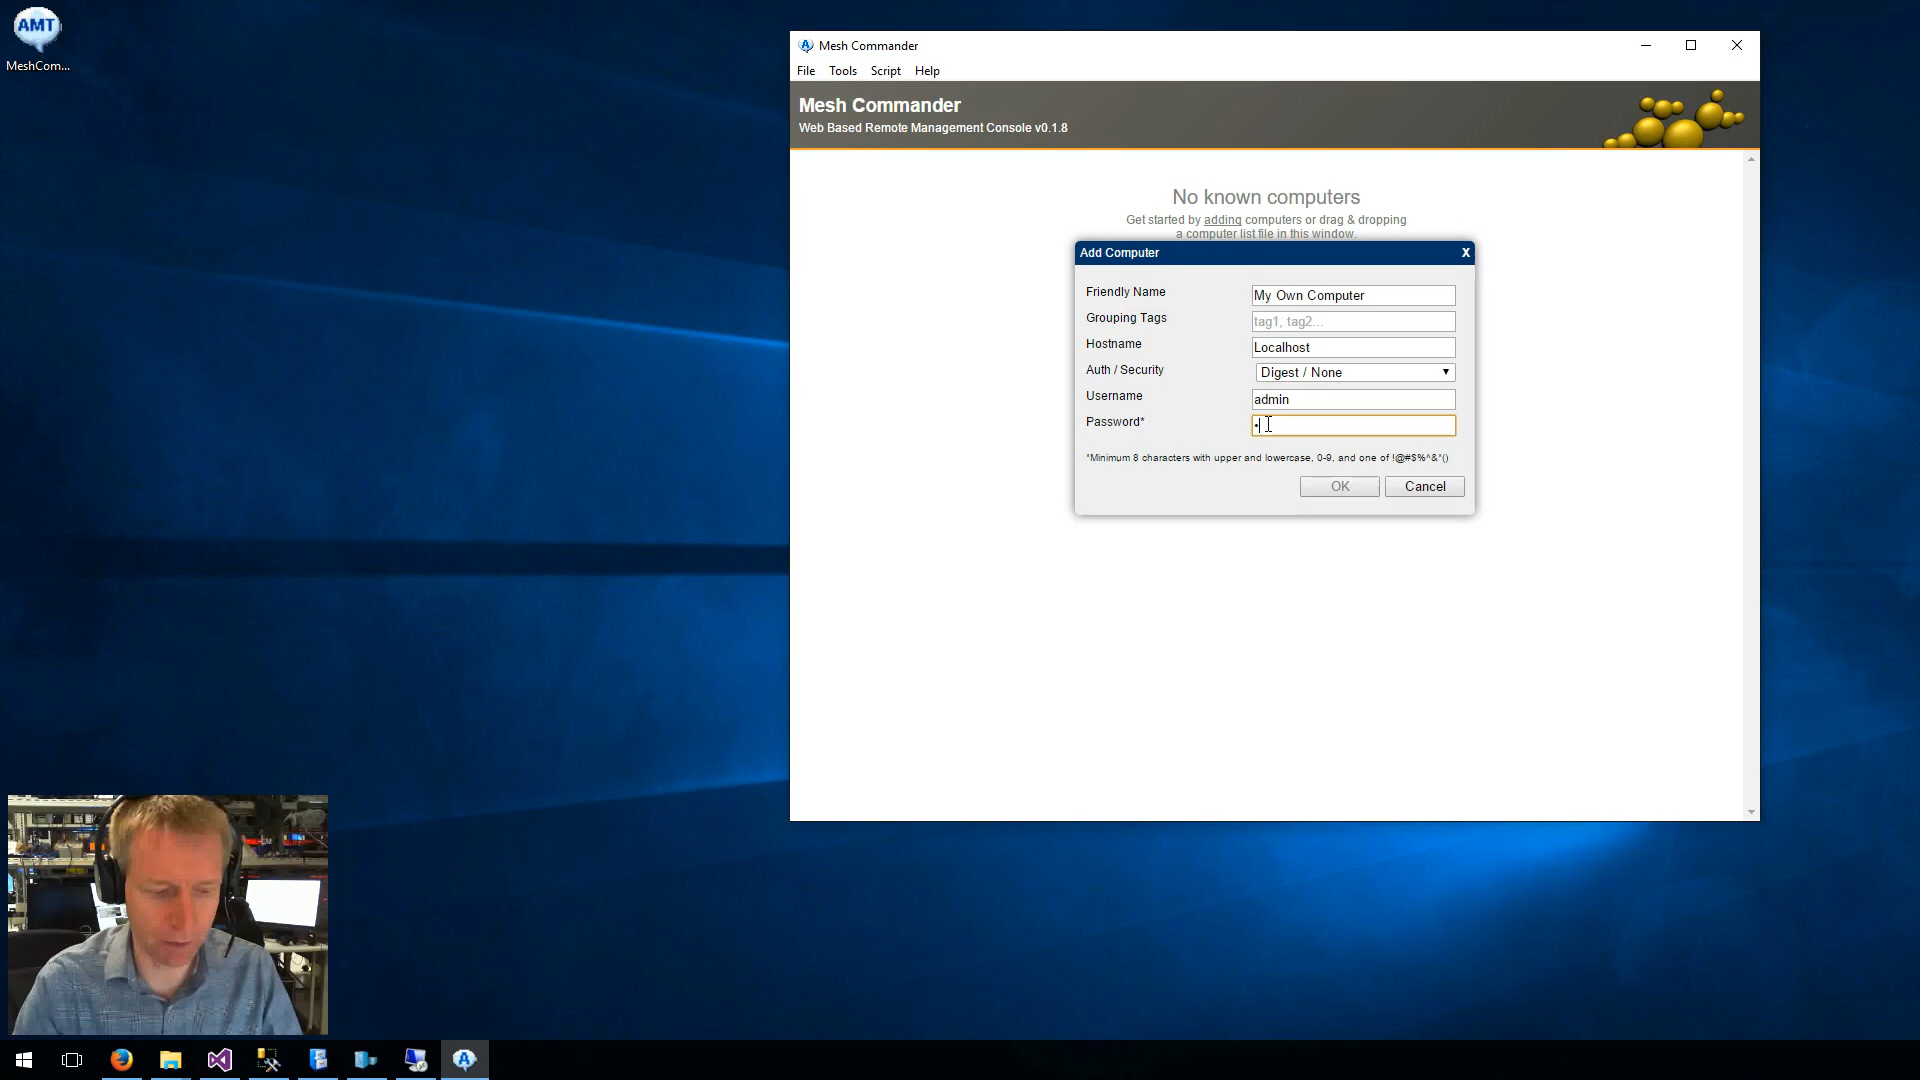 AMT
MeshCom...
Mesh Commander
File Tools Script Help
Mesh Commander
Web Based Remote Management Console v0.1.8
No known computers
Get started by adding computers or drag & dropping
a computer list file in this window.
Add Computer X
Friendly Name My Own Computer
Grouping Tags tag1, tag2...
Hostname Localhost
Auth / Security Digest / None
Username admin
Password*
*Minimum 8 characters with upper and lowercase, 0-9, and one of !@#$%^&*()
OK Cancel